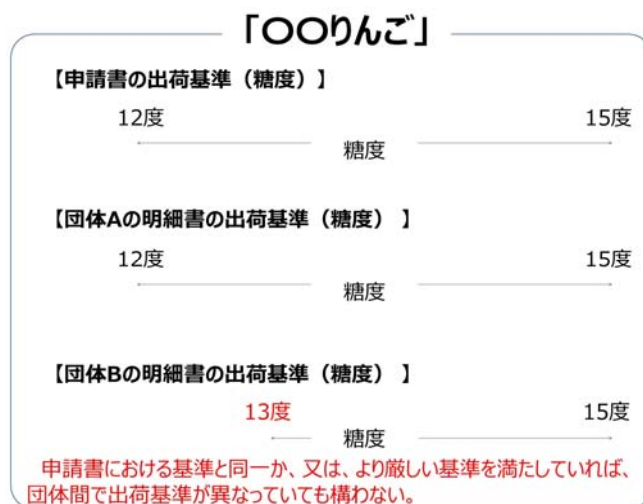 「〇〇りんご」
【申請書の出荷基準（糖度）】
12度 15度
糖度
【団体Aの明細書の出荷基準（糖度） 】
12度 15度
糖度
【団体Bの明細書の出荷基準（糖度） 】
13度 15度
糖度
申請書における基準と同一か、又は、より厳しい基準を満たしていれば、
団体間で出荷基準が異なっていても構わない。